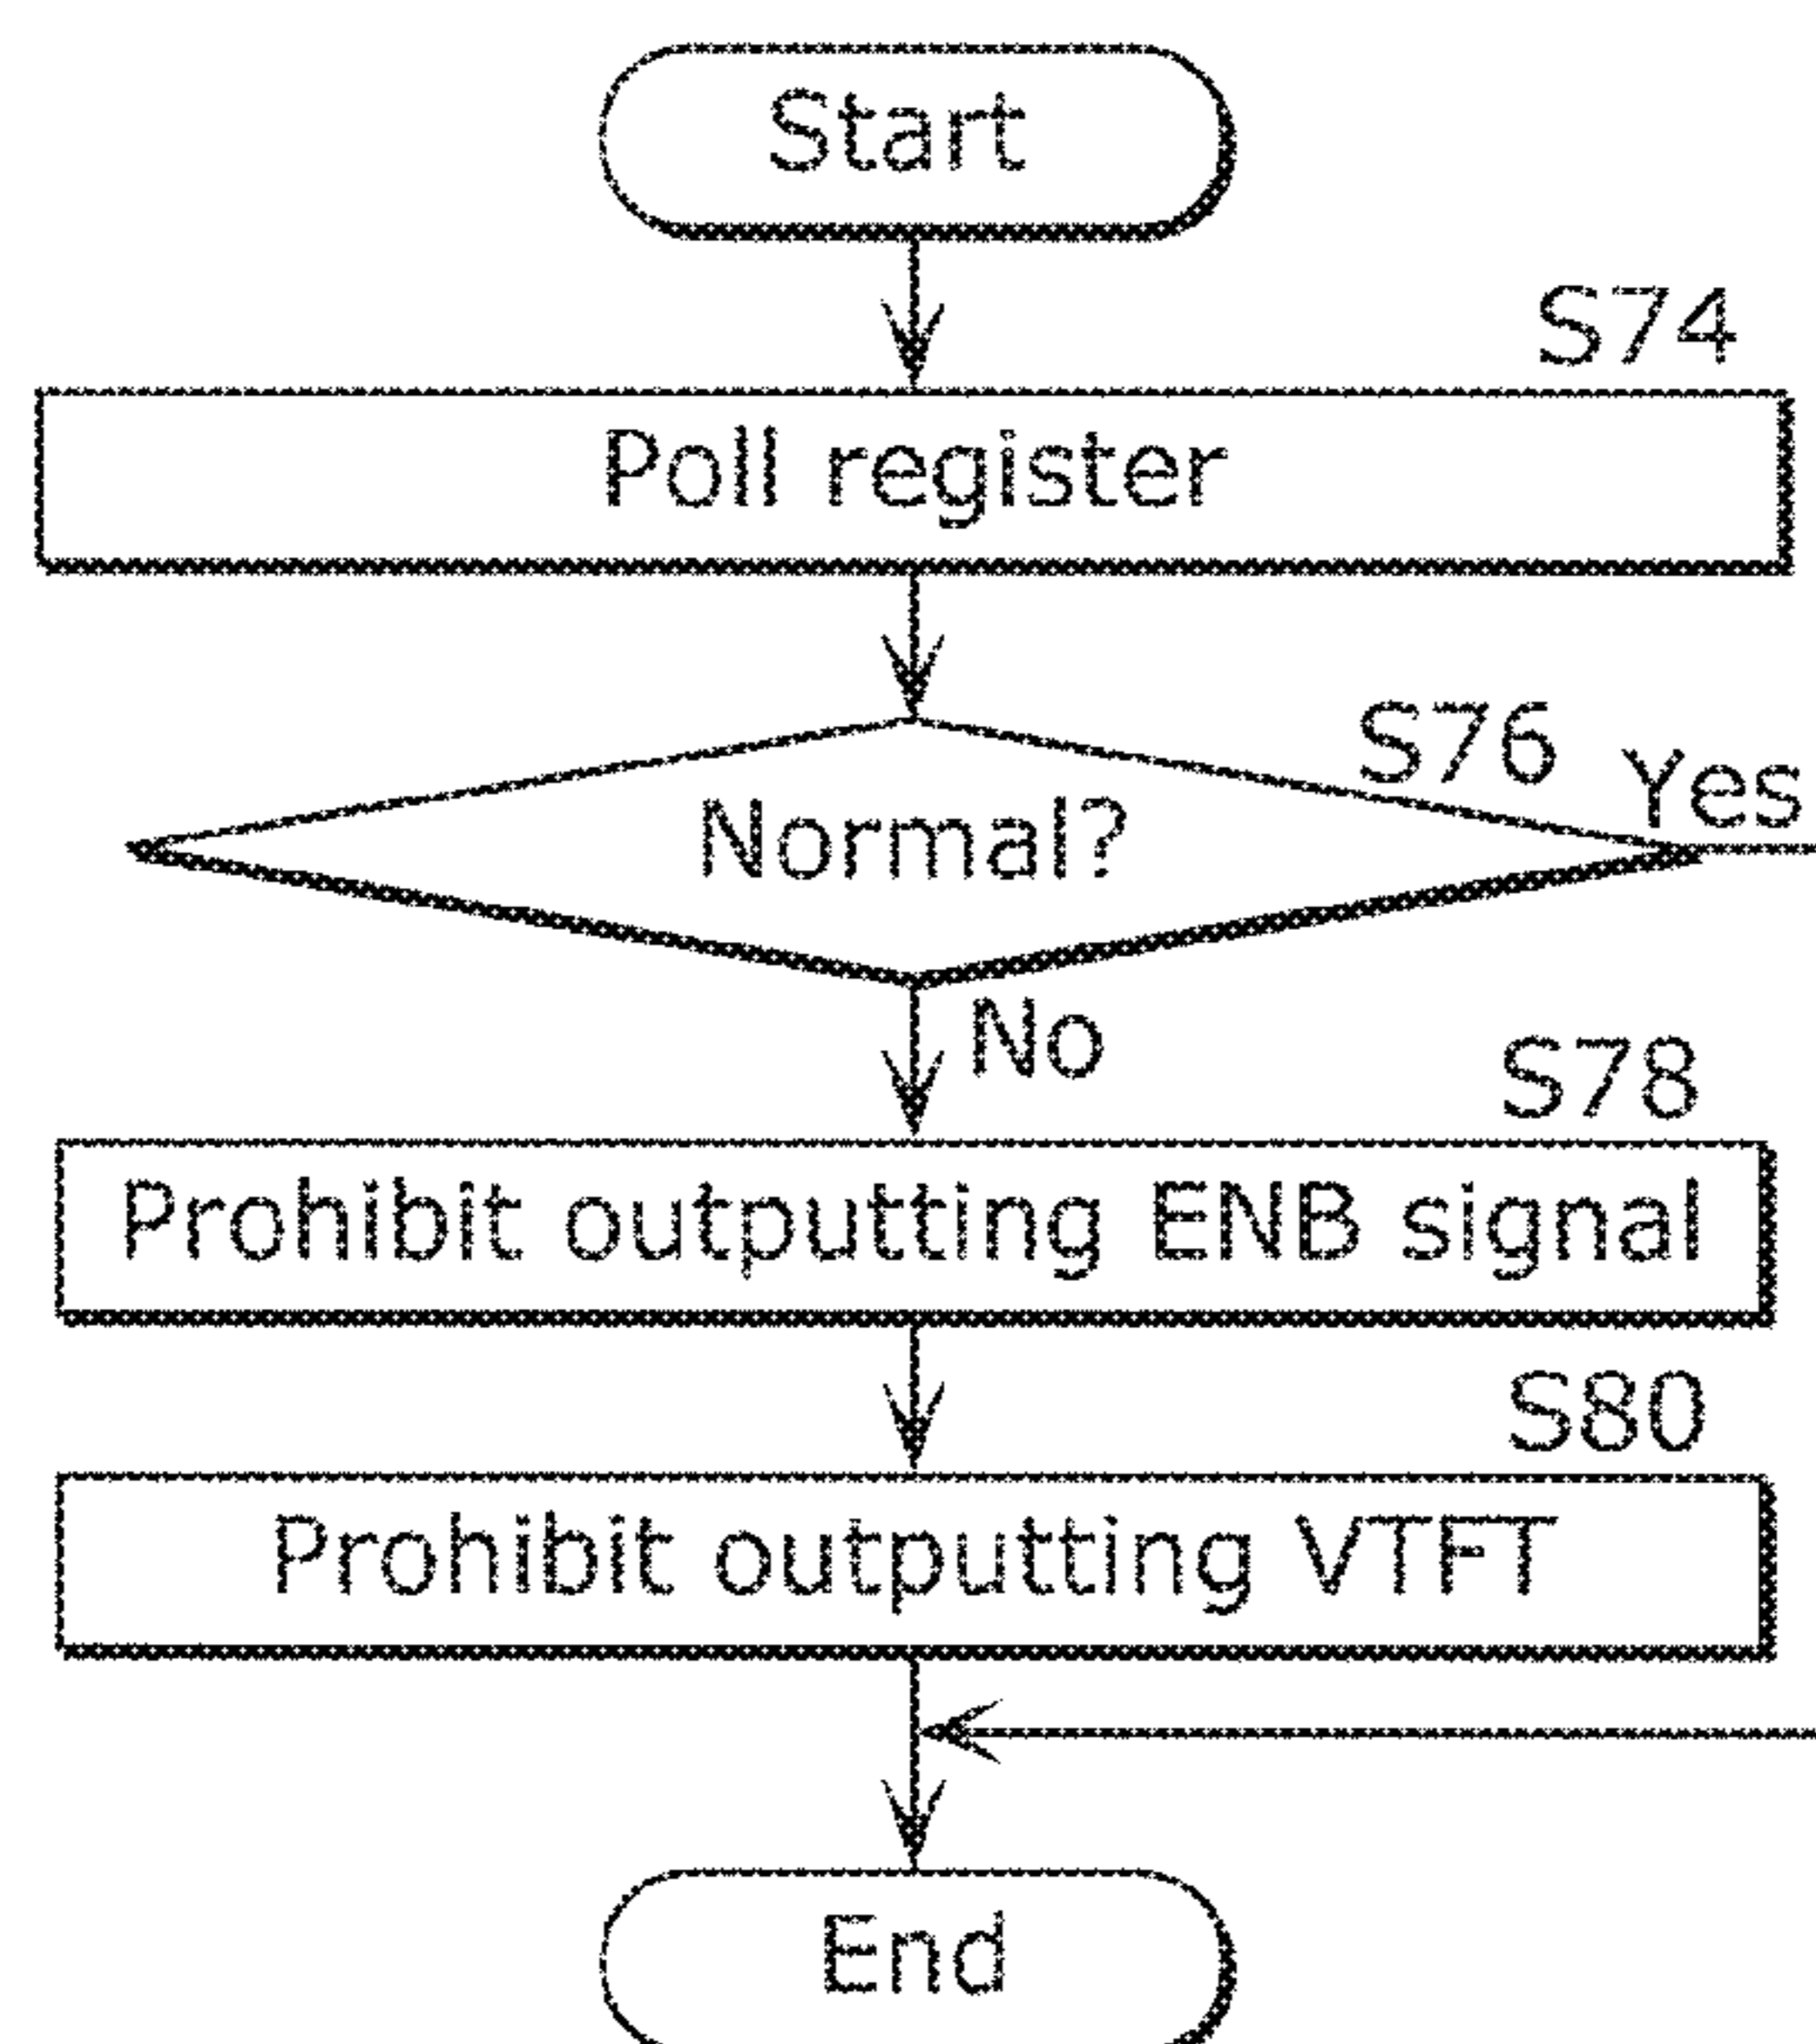 Start
S74
Poll register
S76
Yes
Normal?
No
S78
Prohibit outputting ENB signal
S80
Prohibit outputting VTFT
End